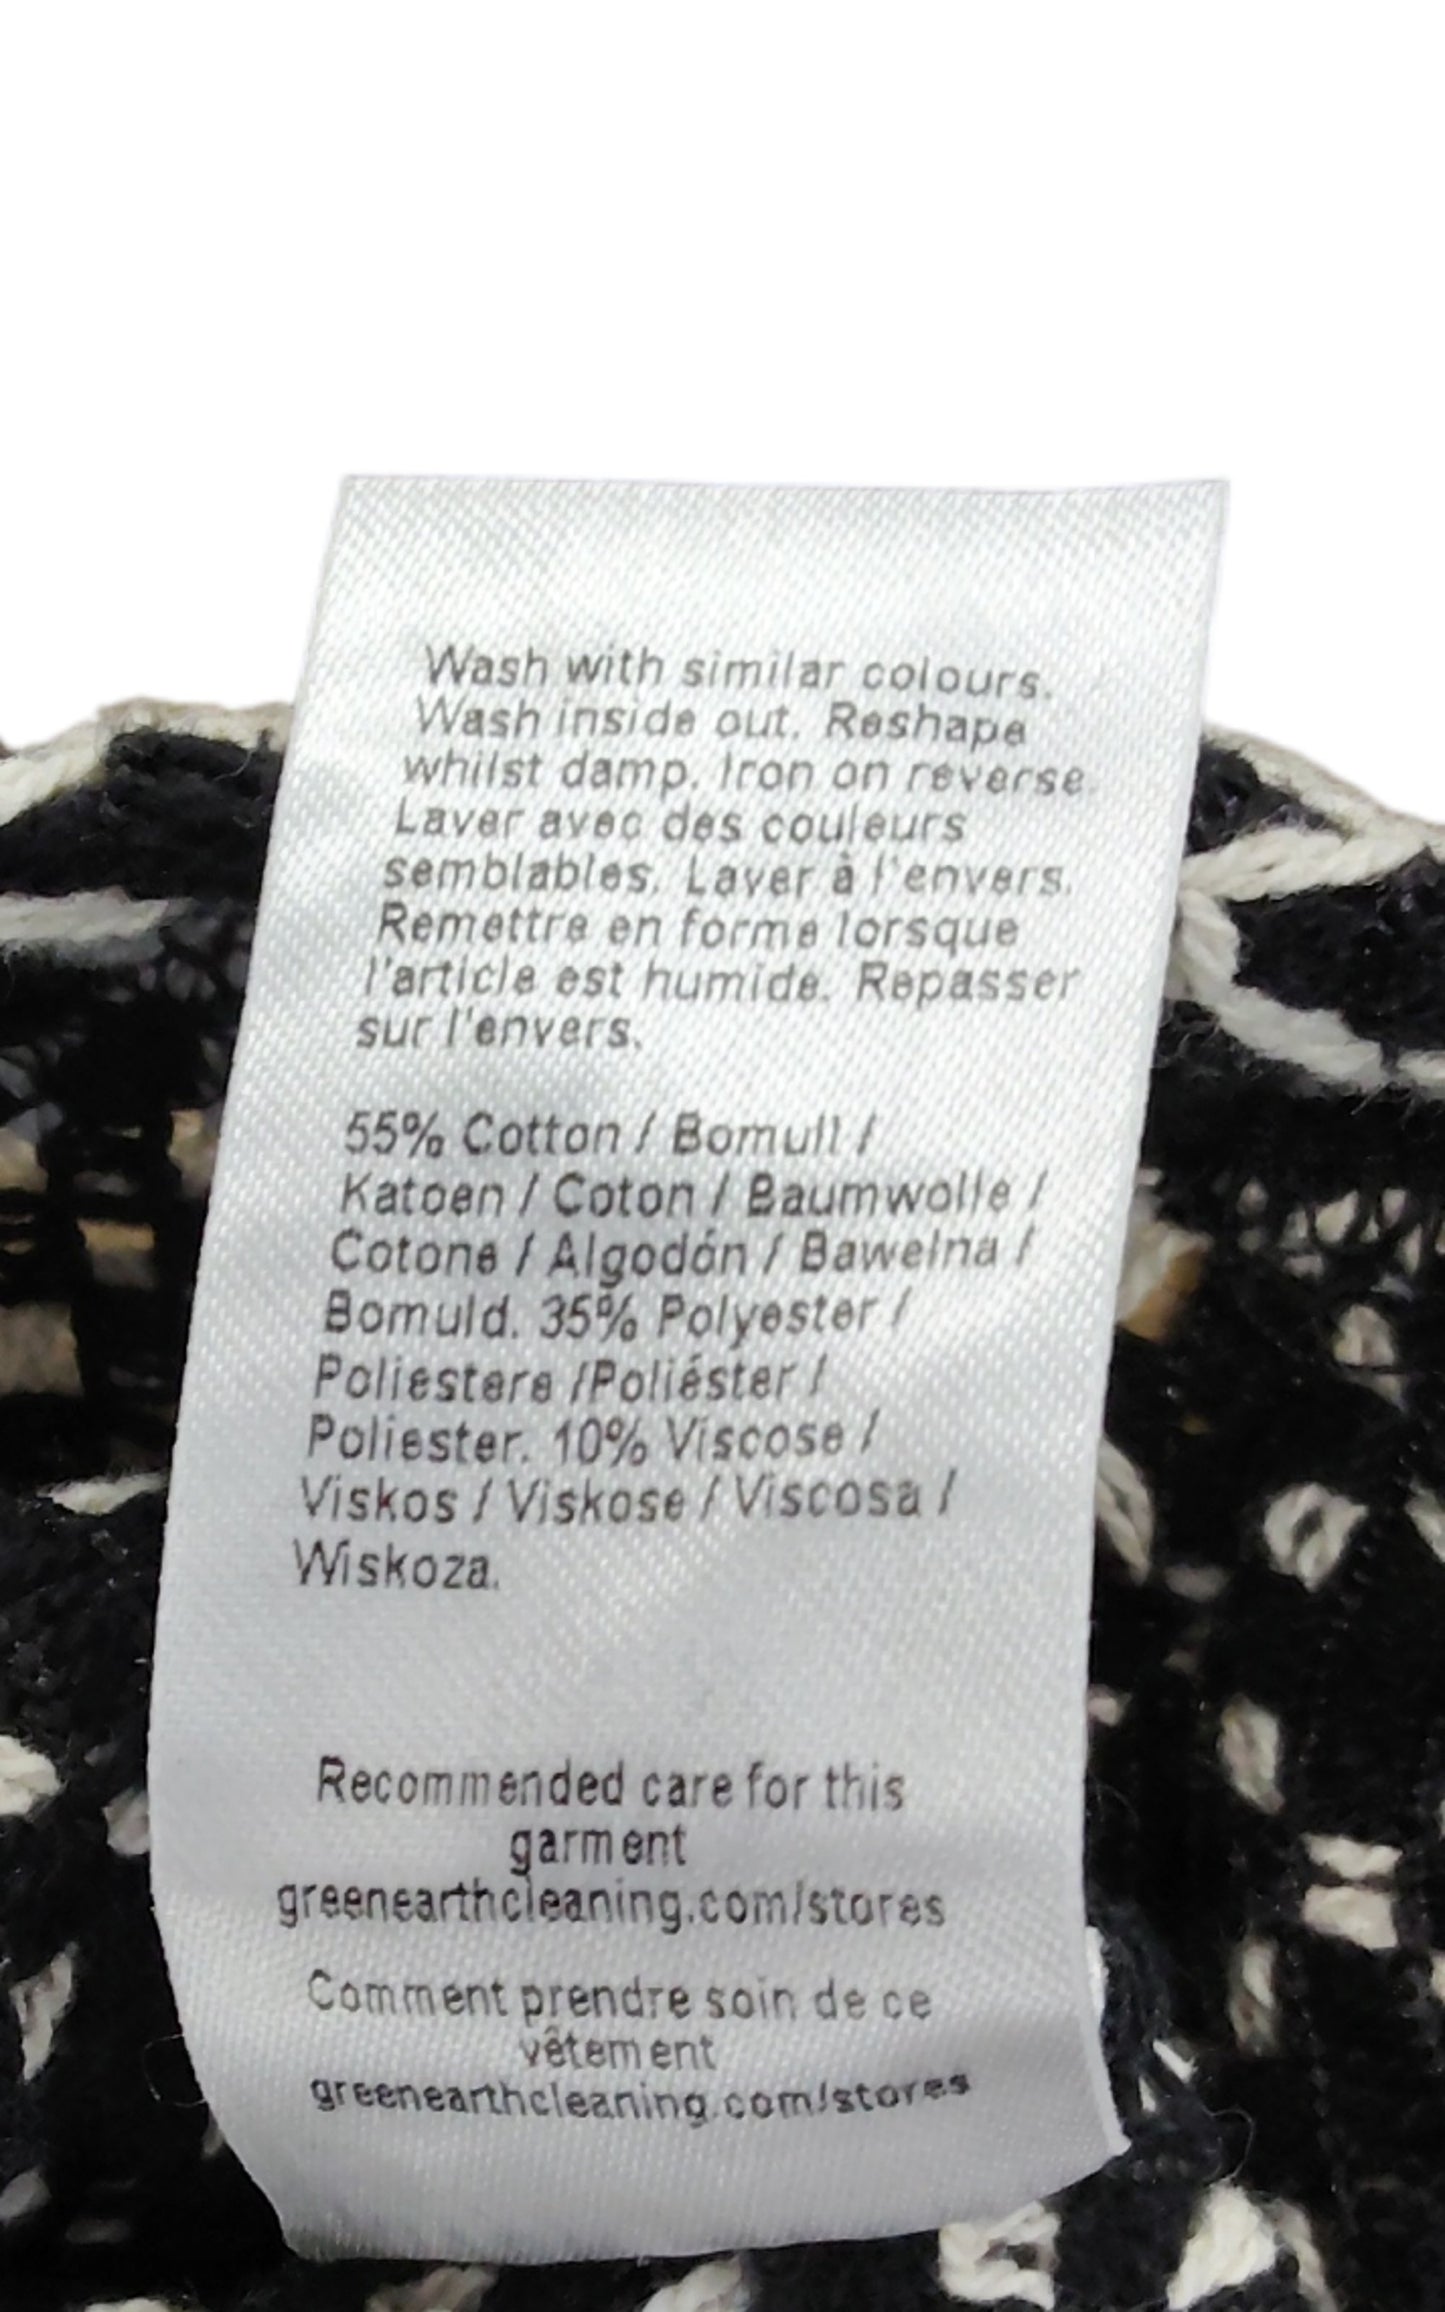 Wash with similar colours.
Wash inside out. Reshape
whilst damp. Iron on reverse.
Laver avec des couleurs
semblables. Laver à l'envers.
Remettre en forme lorsque
l'article est humide. Repasser
sur l'envers.
55% Cotton / Bomull /
Katoen / Coton / Baumwolle /
Cotone / Algodón / Bawełna /
Bomuld. 35% Polyester /
Poliestere /Poliéster /
Poliester. 10% Viscose /
Viskos / Viskose / Viscosa /
Wiskoza.
Recommended care for this
garment
greenearthcleaning.com/stores
Comment prendre soin de ce
vêtement
greenearthcleaning.com/stores